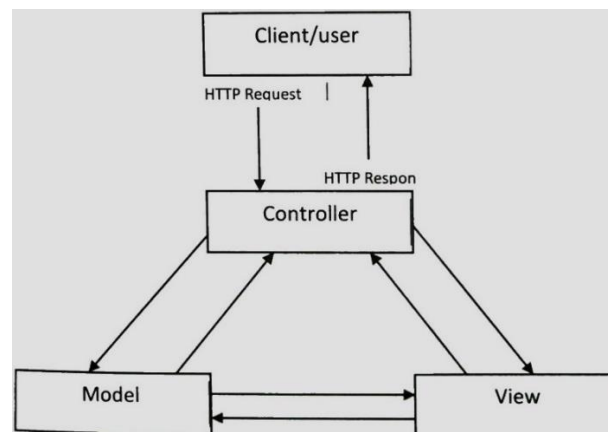 Client/user
HTTP Request
HTTP Respon
Controller
Model
View